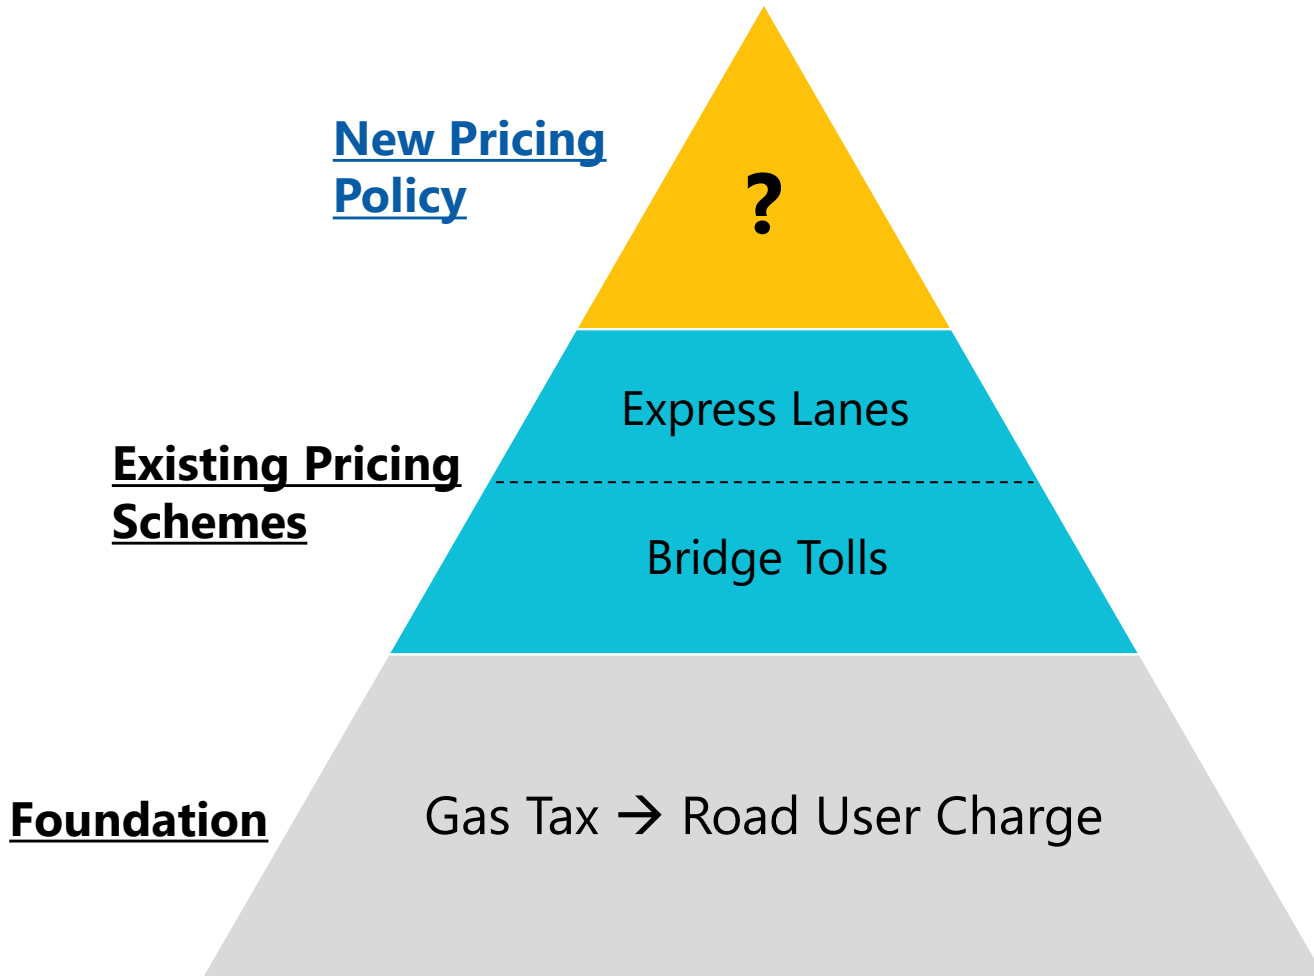 New Pricing
Policy
?
Express Lanes
Existing Pricing
Schemes
Bridge Tolls
Foundation
Gas Tax → Road User Charge